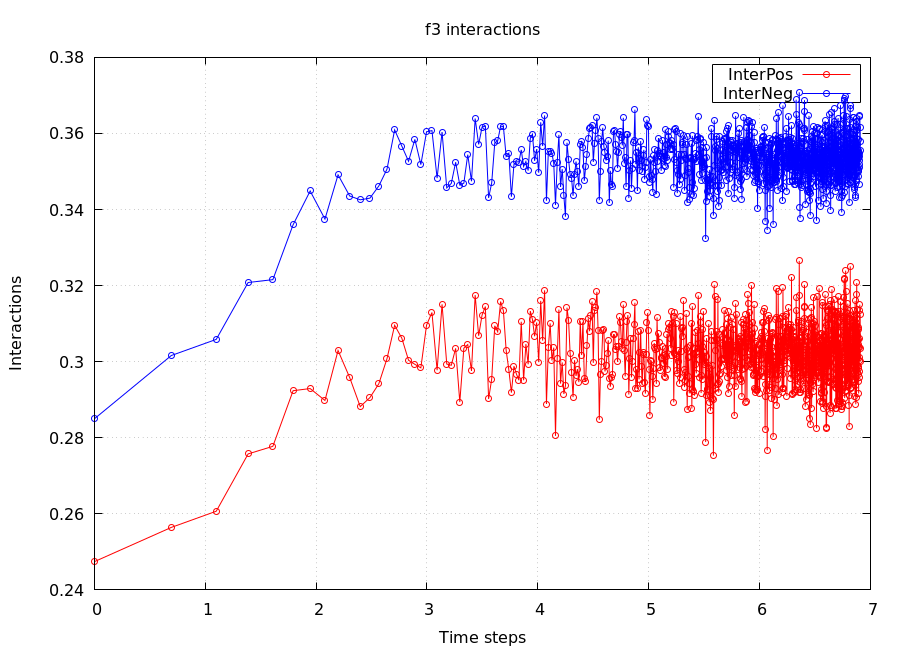 f3 interactions
0.38
0.36
0.34
0.32
0.3
0.28
0.26
0.24
Interactions
InterPos
InterNeg
0 1 2 3 4 5 6 7
Time steps